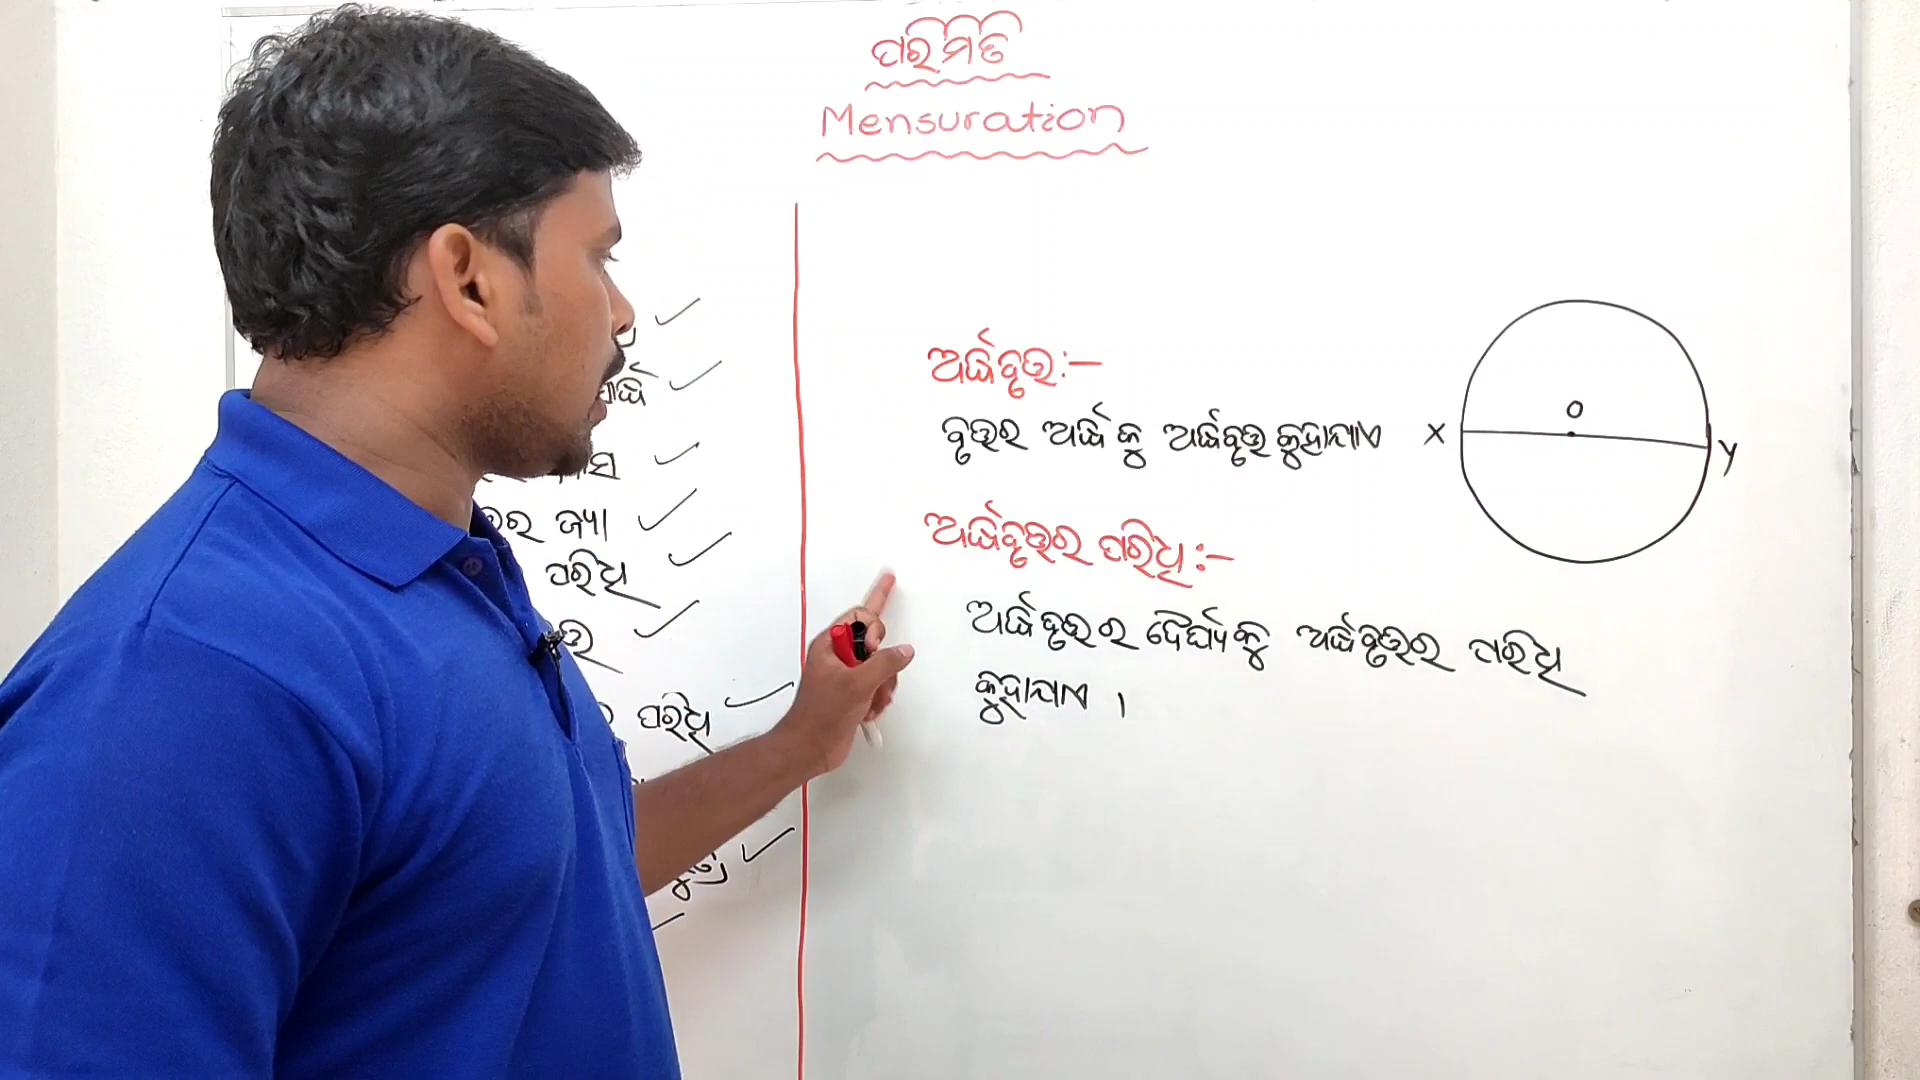 ପରିମିତି
Mensuration
ଜ୍ୟା
ପରିଧି
ପରିଧି
ଅର୍ଦ୍ଧବୃତ୍ତ:-
ବୃତ୍ତର ଅର୍ଦ୍ଧ କୁ ଅର୍ଦ୍ଧବୃତ୍ତ କୁହାଯାଏ
ଅର୍ଦ୍ଧବୃତ୍ତର ପରିଧି:-
ଅର୍ଦ୍ଧବୃତ୍ତର ଦୈର୍ଘ୍ୟକୁ ଅର୍ଦ୍ଧବୃତ୍ତର ପରିଧି
କୁହାଯାଏ ।
O
X
Y